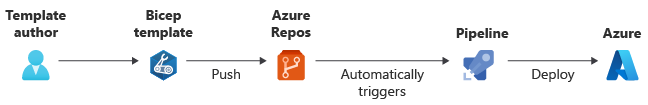 Template
author
Bicep
template
Azure
Repos
Pipeline
Azure
Push
Automatically
triggers
Deploy